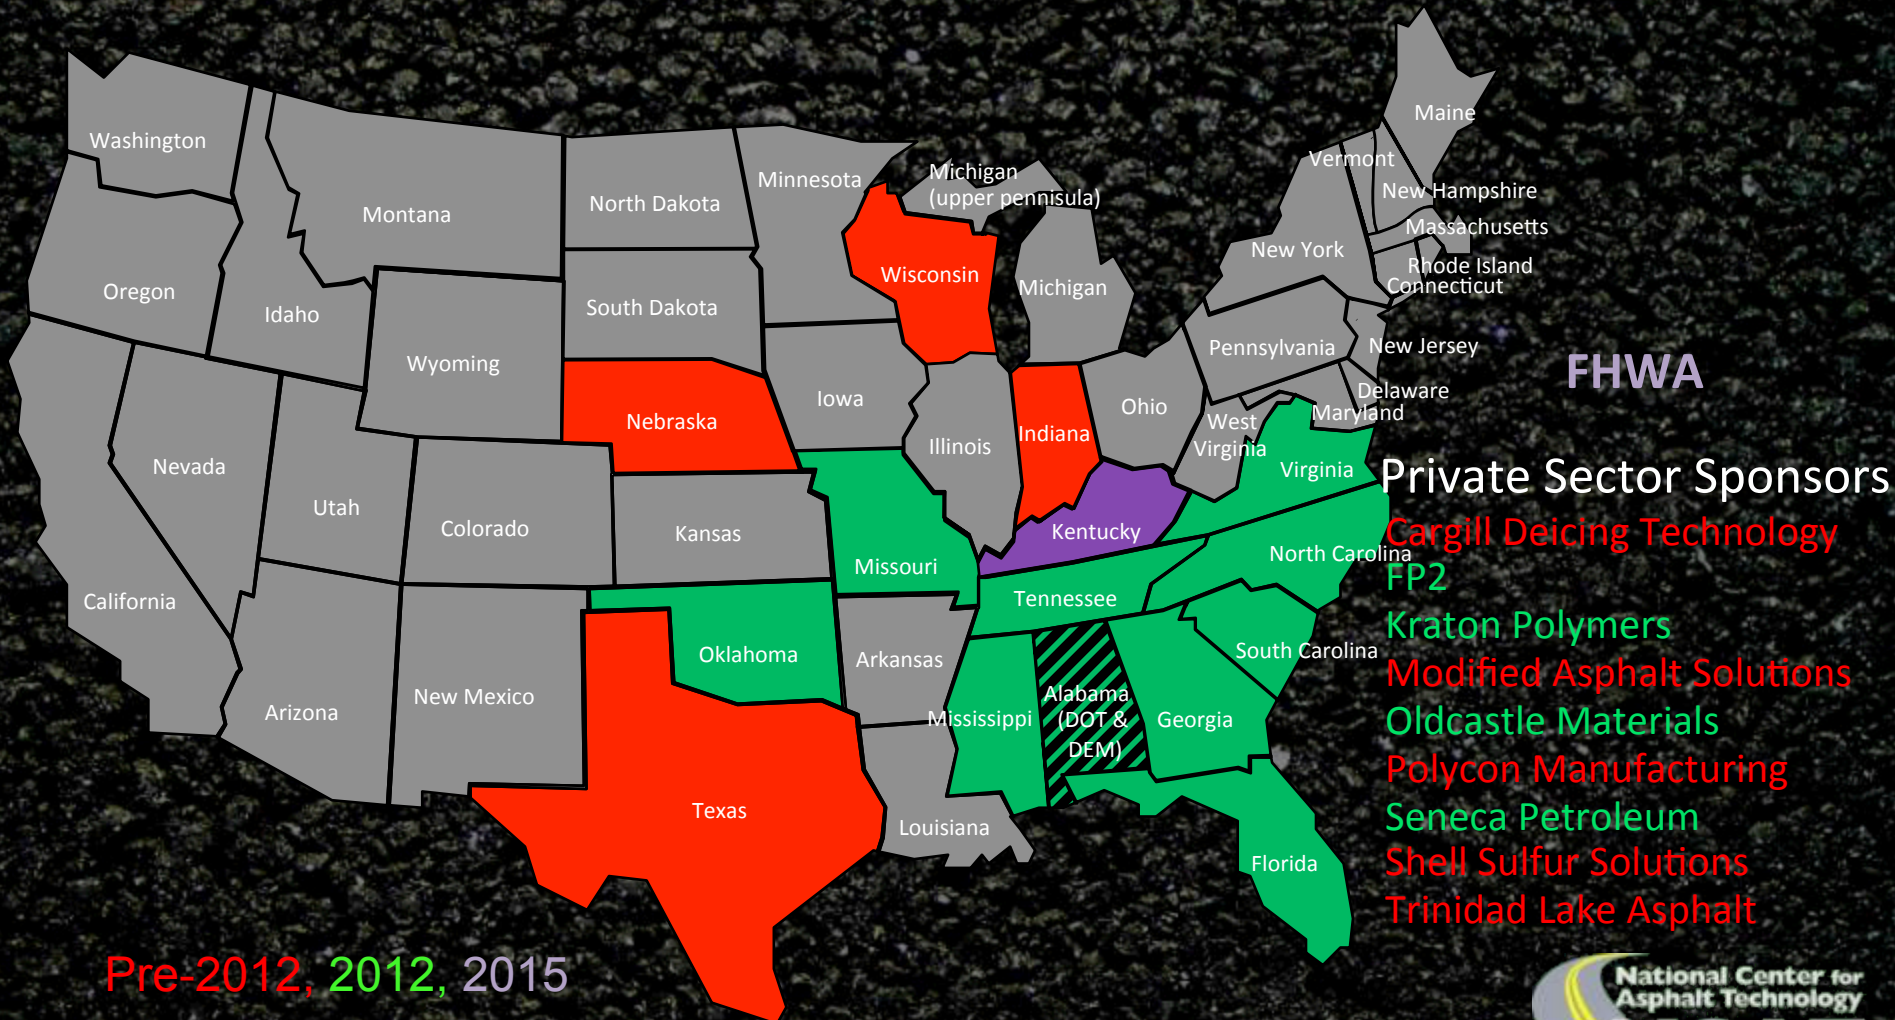 Washington
Oregon
California
Nevada
Idaho
Montana
Wyoming
Utah
Colorado
Arizona
New Mexico
North Dakota
South Dakota
Nebraska
Kansas
Oklahoma
Texas
Minnesota
Iowa
Missouri
Arkansas
Louisiana
Wisconsin
Illinois
Michigan
(upper pennisula)
Michigan
Indiana
Ohio
Kentucky
Tennessee
Mississippi
Alabama
(DOT &
DEM)
Georgia
Florida
South Carolina
North Carolina
Virginia
West
Virginia
Maryland
Delaware
Pennsylvania
New Jersey
New York
Connecticut
Rhode Island
Massachusetts
New Hampshire
Vermont
Maine
FHWA
Private Sector Sponsors
Cargill Deicing Technology
FP2
Kraton Polymers
Modified Asphalt Solutions
Oldcastle Materials
Polycon Manufacturing
Seneca Petroleum
Shell Sulfur Solutions
Trinidad Lake Asphalt
Pre-2012, 2012, 2015
National Center for
Asphalt Technology